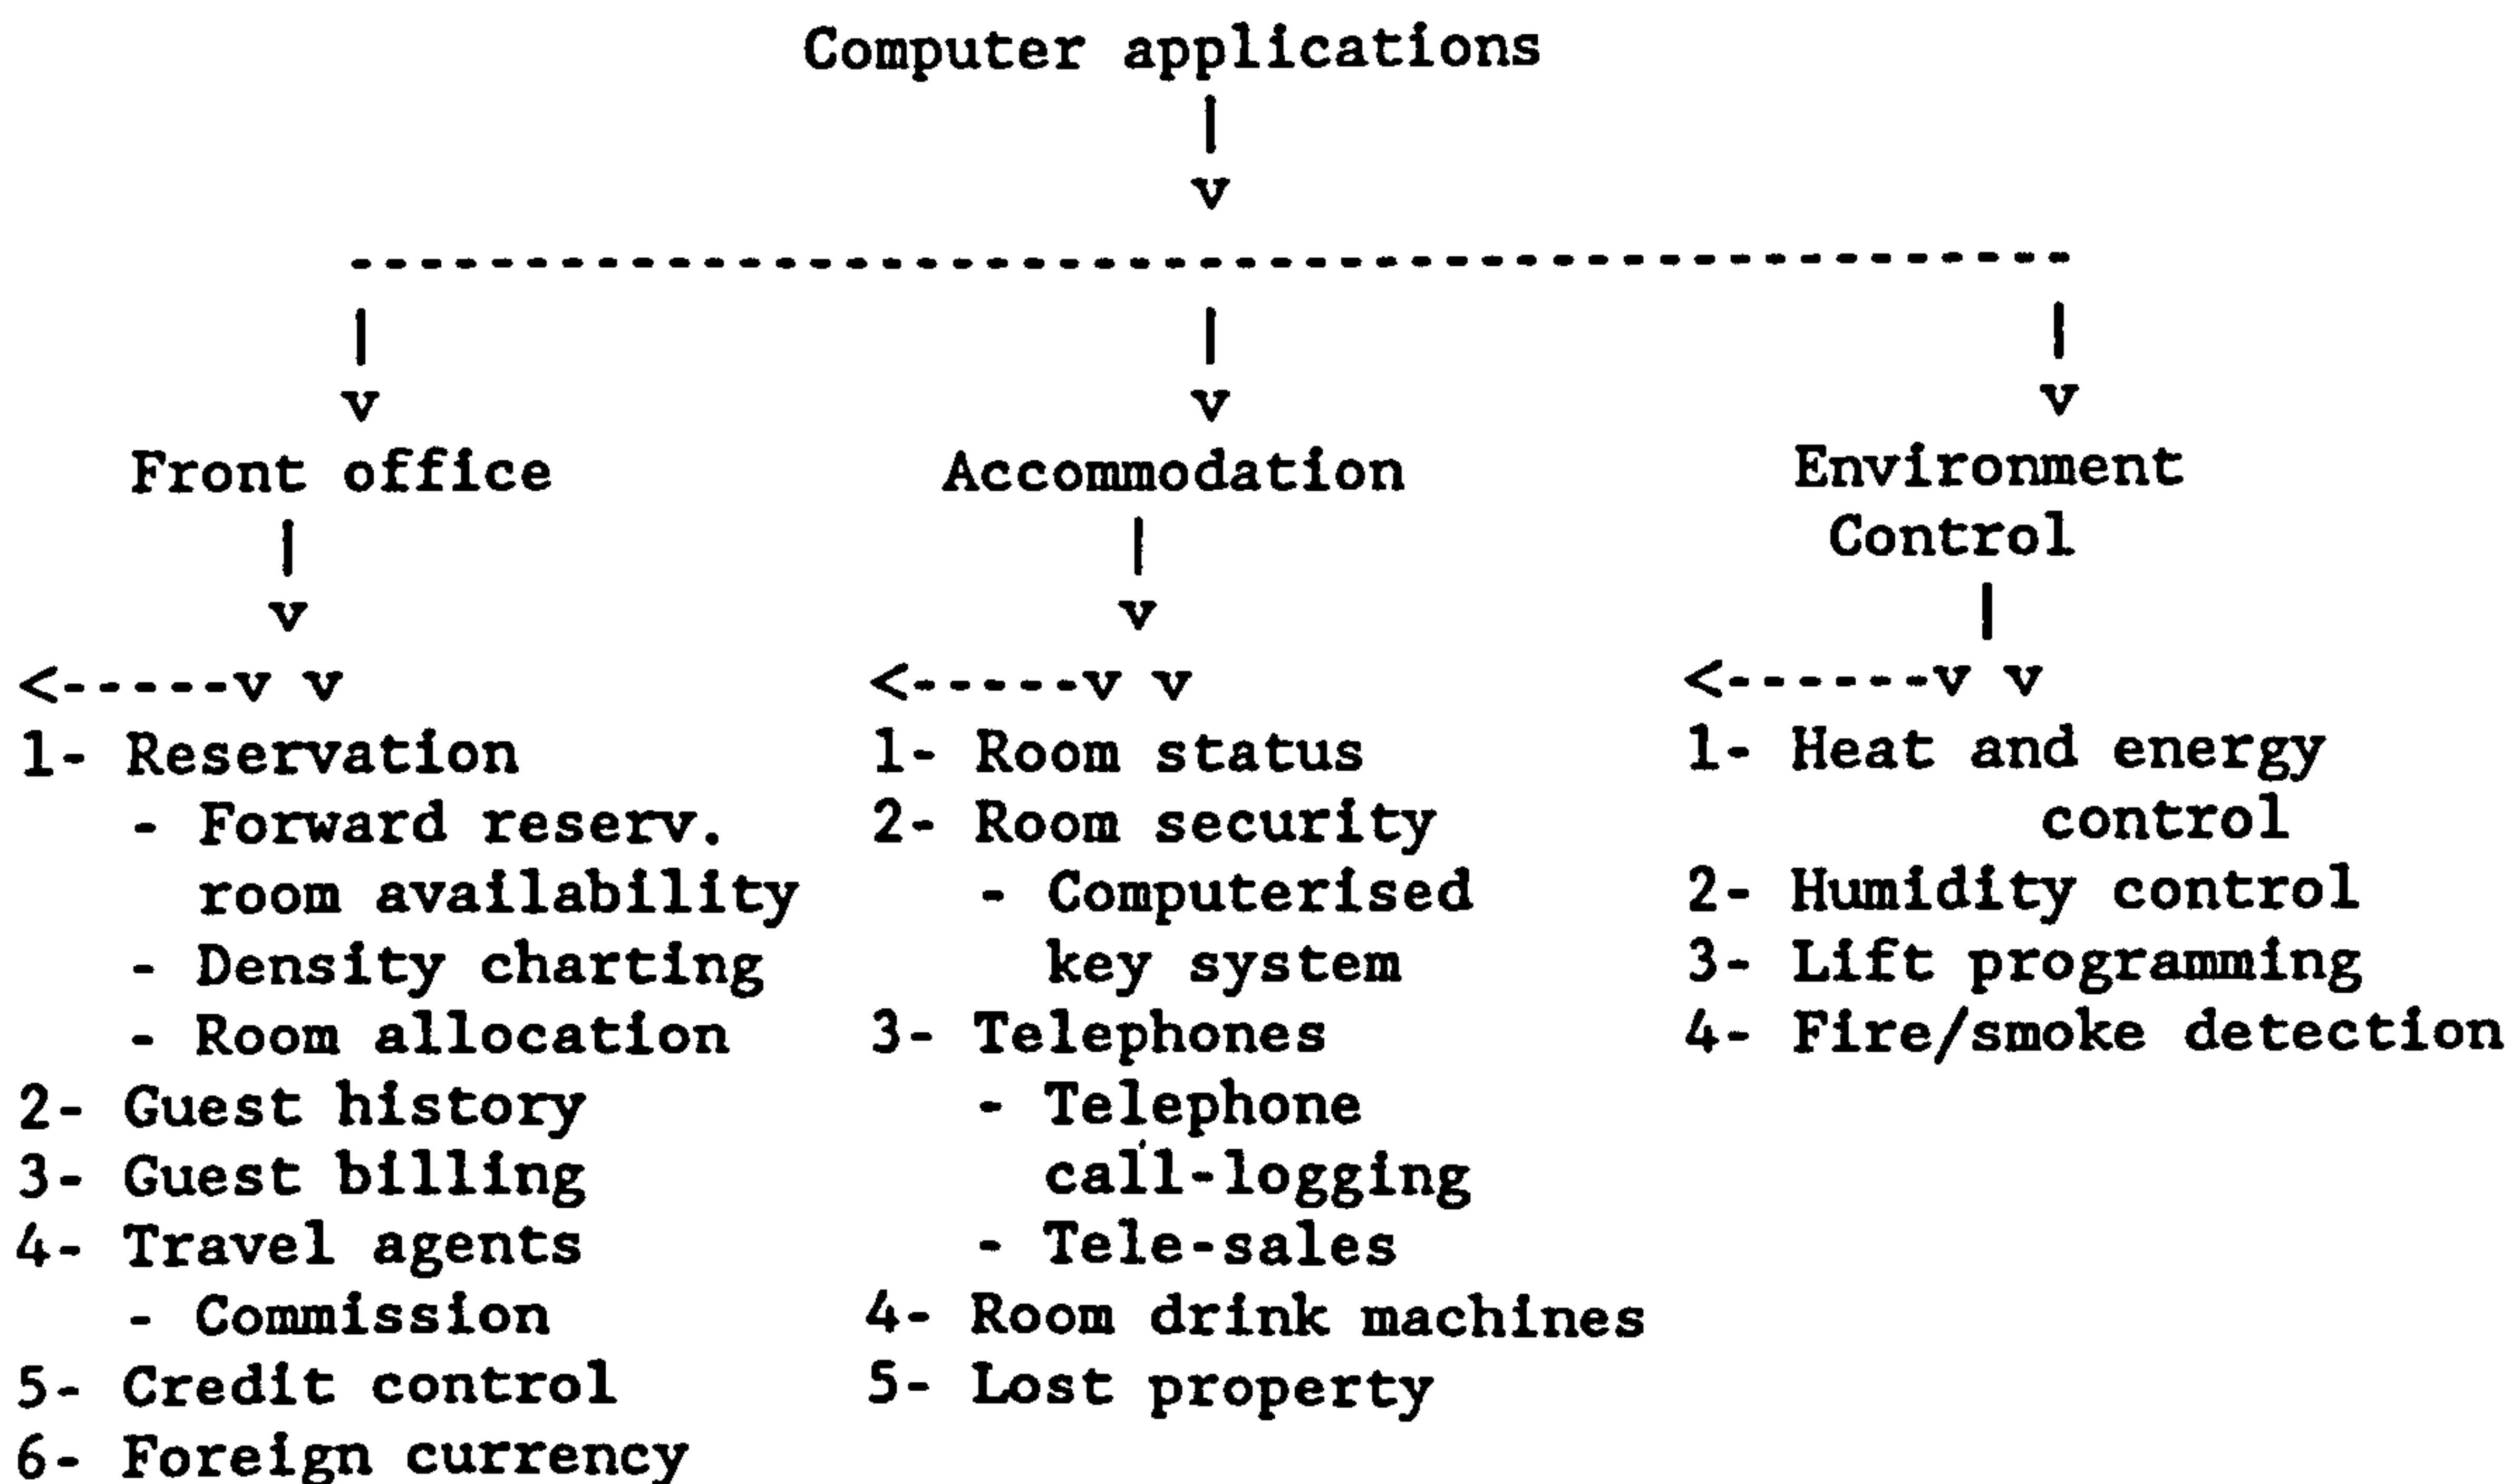 Computer applications
|
v
-------------------------------------------------
| | |
v v v
Front office
|
v
<-----v v
1- Reservation
- Forward reserv.
room availability
- Density charting
- Room allocation
2- Guest history
3- Guest billing
4- Travel agents
- Commission
5- Credit control
6- Foreign currency
Accommodation
|
v
<-----v v
1- Room status
2- Room security
- Computerised
key system
3- Telephones
- Telephone
call-logging
- Tele-sales
4- Room drink machines
5- Lost property
Environment
Control
|
<------v v
1- Heat and energy
control
2- Humidity control
3- Lift programming
4- Fire/smoke detection